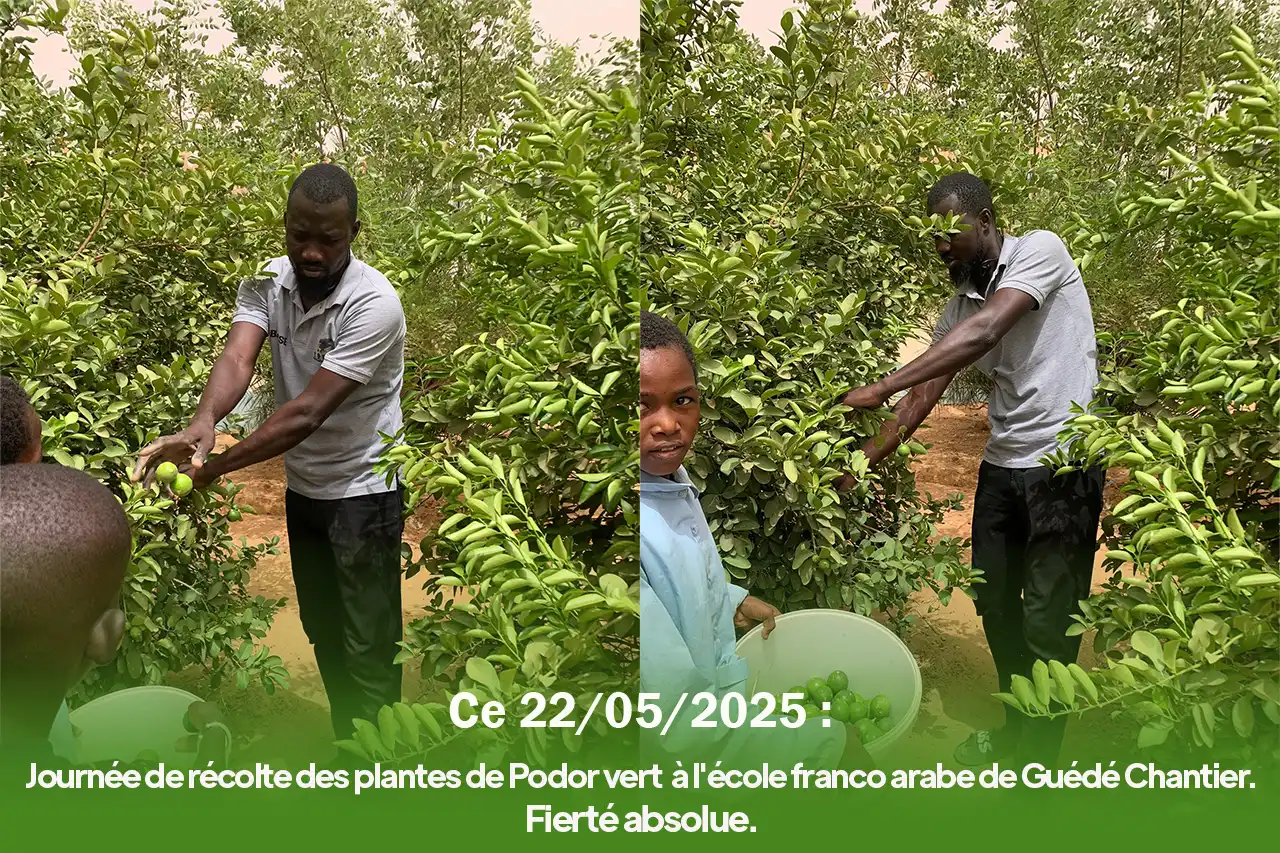 Ce 22/05/2025 :
Journée de récolte des plantes de Podor vert à l'école franco arabe de Guédé Chantier.
Fierté absolue.